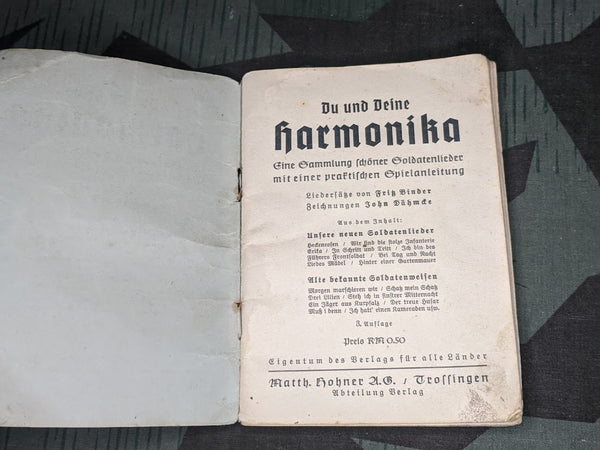 Du und Deine
Harmonika
Eine Sammlung schöner Soldatenlieder
mit einer praktischen Spielanleitung
Liedersätze von Fritz Binder
Zeichnungen John Dähmcke
Aus dem Inhalt:
Unsere neuen Soldatenlieder
Heckenrosen / Wir sind die stolze Infanterie
Erika / In Schritt und Tritt / Ich bin des
Führers Frontsoldat / Bei Tag und Nacht
Liebes Mädel / Hinter einer Gartenmauer
Alte bekannte Soldatenweisen
Morgen marschieren wir / Schatz mein Schatz
Drei Lilien / Steh ich in finstrer Mitternacht
Ein Jäger aus Kurpfalz / Der treue Husar
Muß i denn / Ich hatt' einen Kameraden usw.
3. Auflage
Preis RM 0.50
Eigentum des Verlags für alle Länder
Matth. Hohner A.G. / Trossingen
Abteilung Verlag